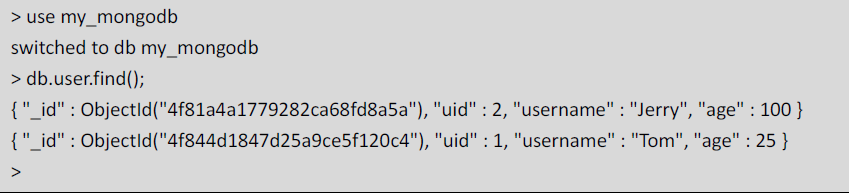 > use my_mongodb
switched to db my_mongodb
> db.user.find();
{ "_id" : ObjectId("4f81a4a1779282ca68fd8a5a"), "uid" : 2, "username" : "Jerry", "age" : 100 }
{ "_id" : ObjectId("4f844d1847d25a9ce5f120c4"), "uid" : 1, "username" : "Tom", "age" : 25 }
>